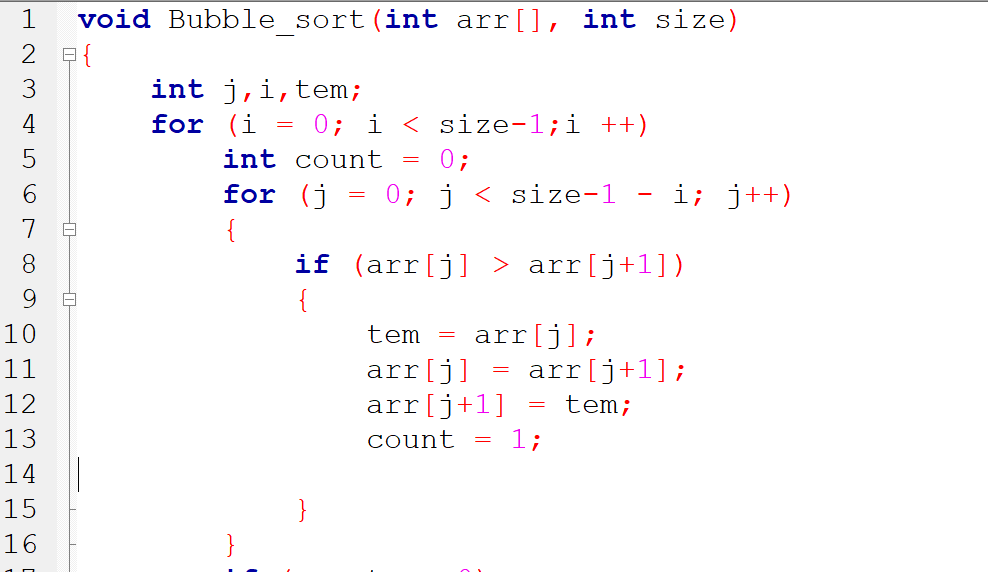 1 void Bubble_sort(int arr[], int size)
2 {
3 int j,i,tem;
4 for (i = 0; i < size-1;i ++)
5 int count = 0;
6 for (j = 0; j < size-1 - i; j++)
7 {
8 if (arr[j] > arr[j+1])
9 {
10 tem = arr[j];
11 arr[j] = arr[j+1];
12 arr[j+1] = tem;
13 count = 1;
14
15 }
16 }